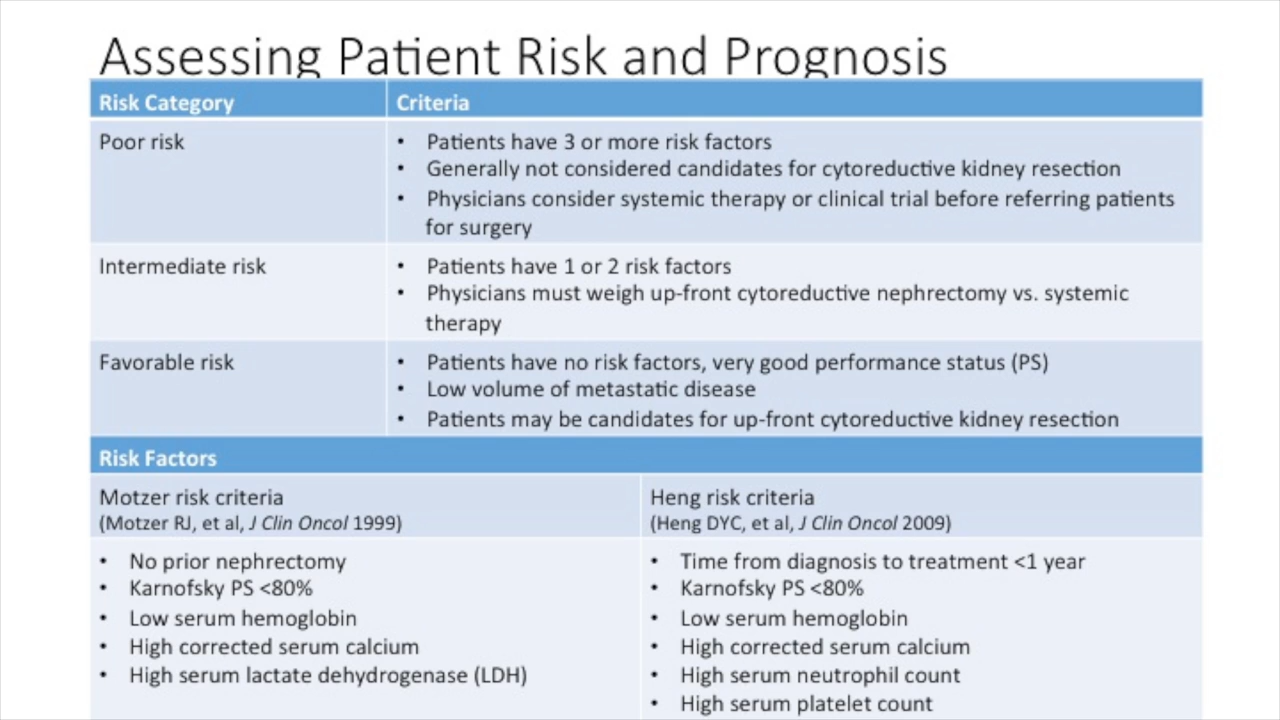 Assessing Patient Risk and Prognosis
Risk Category
Criteria
Poor risk
• Patients have 3 or more risk factors
• Generally not considered candidates for cytoreductive kidney resection
• Physicians consider systemic therapy or clinical trial before referring patients
for surgery
Intermediate risk
• Patients have 1 or 2 risk factors
• Physicians must weigh up-front cytoreductive nephrectomy vs. systemic
therapy
Favorable risk
• Patients have no risk factors, very good performance status (PS)
• Low volume of metastatic disease
• Patients may be candidates for up-front cytoreductive kidney resection
Risk Factors
Motzer risk criteria
(Motzer RJ, et al, J Clin Oncol 1999)
Heng risk criteria
(Heng DYC, et al, J Clin Oncol 2009)
• No prior nephrectomy
• Karnofsky PS <80%
• Low serum hemoglobin
• High corrected serum calcium
• High serum lactate dehydrogenase (LDH)
• Time from diagnosis to treatment <1 year
• Karnofsky PS <80%
• Low serum hemoglobin
• High corrected serum calcium
• High serum neutrophil count
• High serum platelet count